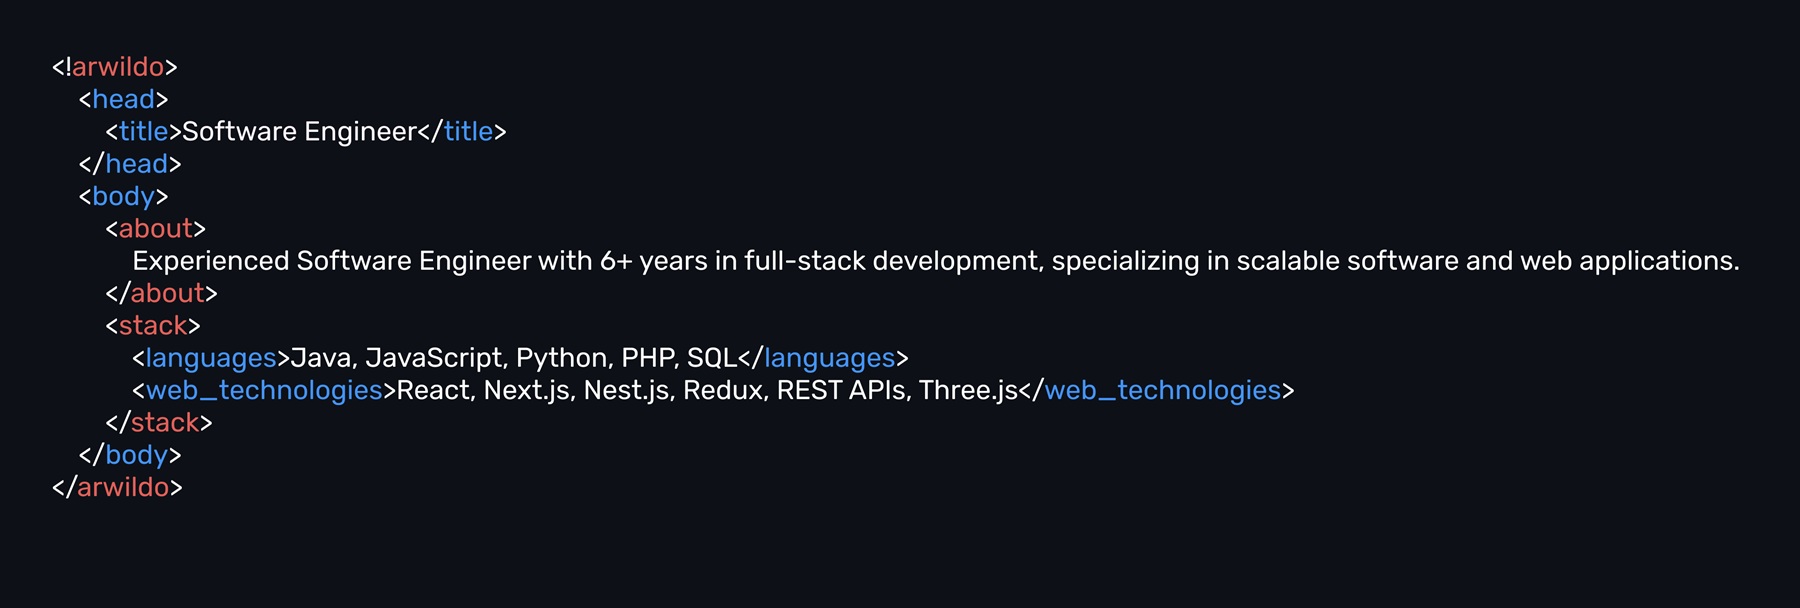 <!arwildo>
<head>
<title>Software Engineer</title>
</head>
<body>
<about>
Experienced Software Engineer with 6+ years in full-stack development, specializing in scalable software and web applications.
</about>
<stack>
<languages>Java, JavaScript, Python, PHP, SQL</languages>
<web_technologies>React, Next.js, Nest.js, Redux, REST APIs, Three.js</web_technologies>
</stack>
</body>
</arwildo>